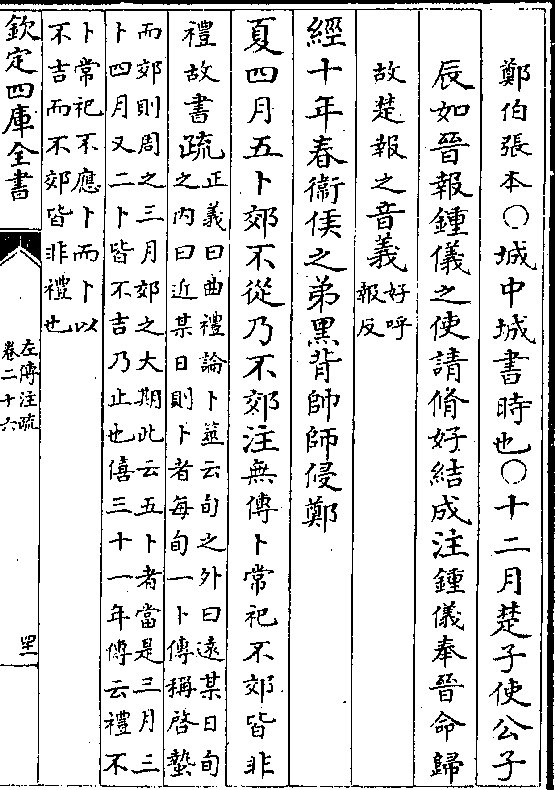 鄭伯張本○城中城書時也○十二月楚子使公子
辰如晉報鍾儀之使請脩好結成注鍾儀奉晉命歸
故楚報之音義好呼
報反
經十年春衞侯之弟黑背帥師侵鄭
夏四月五卜郊不從乃不郊注無傳卜常祀不郊皆非
禮故書疏正義曰曲禮論卜筮云旬之外曰遠某日旬
之內曰近某日則卜者每旬一卜傳稱啓蟄
而郊則周之三月郊之大期此云五卜者當是三月三
卜四月又二卜皆不吉乃止也僖三十一年傳云禮不
卜常祀不應卜而卜以
不吉而不郊皆非禮也
欽定四庫全書
左傳注疏
卷二十六